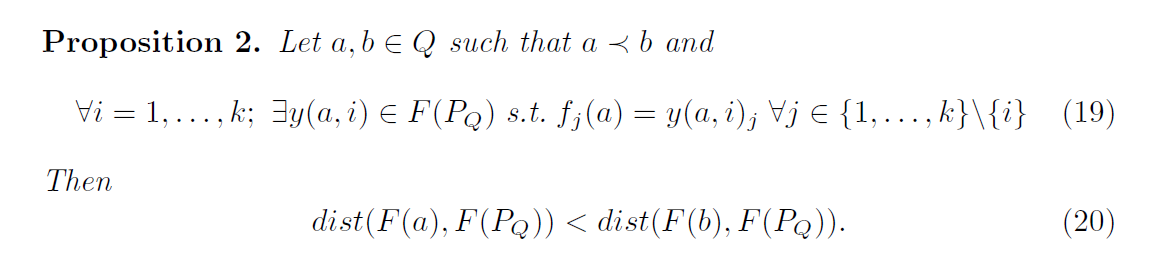 Proposition 2. Let a, b ∈ Q such that a ≺ b and
∀i = 1, . . . , k; ∃y(a, i) ∈ F(P_Q) s.t. f_j(a) = y(a, i)_j ∀j ∈ {1, . . . , k}\{i} (19)
Then
dist(F(a), F(P_Q)) < dist(F(b), F(P_Q)). (20)